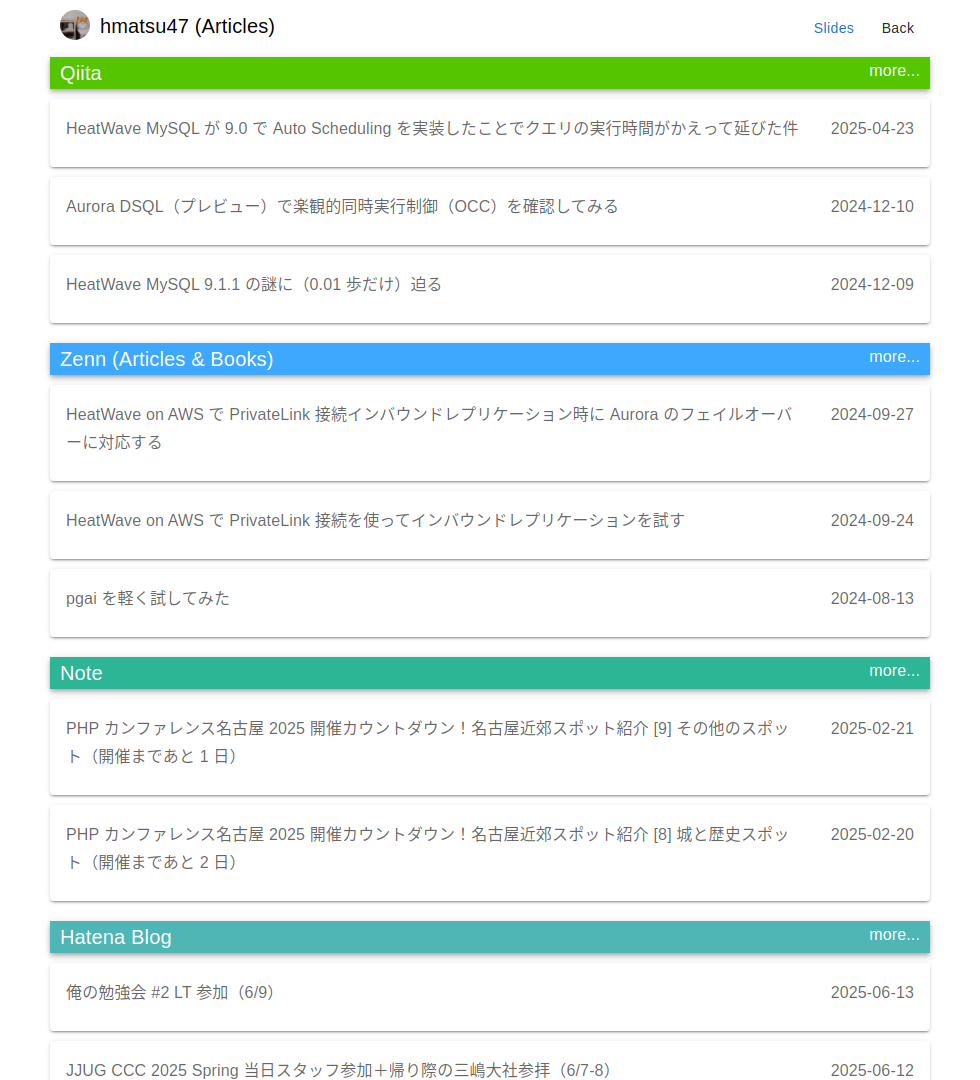 hmatsu47 (Articles)
Slides
Back
Qiita
more...
HeatWave MySQL が 9.0 で Auto Scheduling を実装したことでクエリの実行時間がかえって延びた件
2025-04-23
Aurora DSQL（プレビュー）で楽観的同時実行制御（OCC）を確認してみる
2024-12-10
HeatWave MySQL 9.1.1 の謎に（0.01 歩だけ）迫る
2024-12-09
Zenn (Articles & Books)
more...
HeatWave on AWS で PrivateLink 接続インバウンドレプリケーション時に Aurora のフェイルオーバ
ーに対応する
2024-09-27
HeatWave on AWS で PrivateLink 接続を使ってインバウンドレプリケーションを試す
2024-09-24
pgai を軽く試してみた
2024-08-13
Note
more...
PHP カンファレンス名古屋 2025 開催カウントダウン！名古屋近郊スポット紹介 [9] その他のスポッ
ト（開催まであと 1 日）
2025-02-21
PHP カンファレンス名古屋 2025 開催カウントダウン！名古屋近郊スポット紹介 [8] 城と歴史スポッ
ト（開催まであと 2 日）
2025-02-20
Hatena Blog
more...
俺の勉強会 #2 LT 参加（6/9）
2025-06-13
JJUG CCC 2025 Spring 当日スタッフ参加＋帰り際の三嶋大社参拝（6/7-8）
2025-06-12